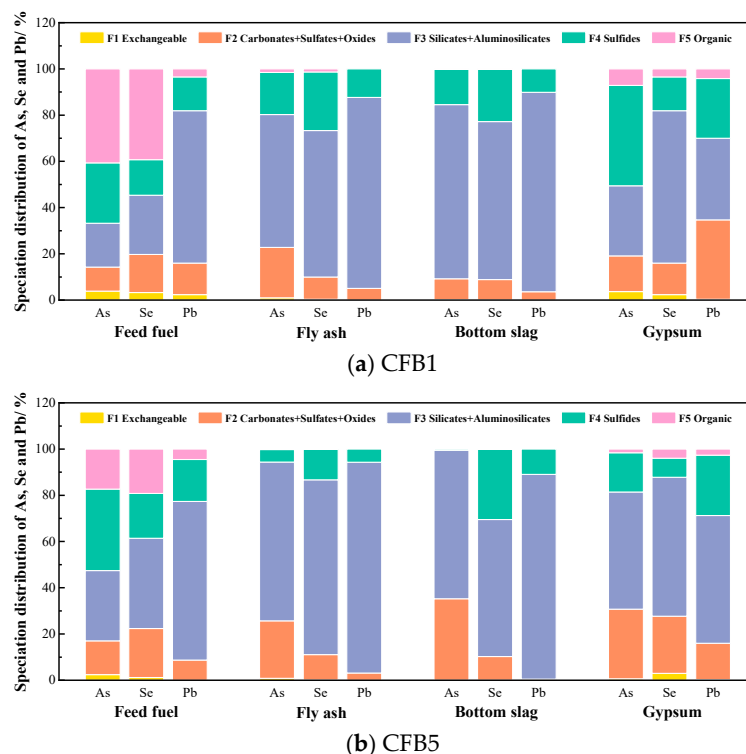 120
F1 Exchangeable F2 Carbonates+Sulfates+Oxides F3 Silicates+Aluminosilicates F4 Sulfides F5 Organic
100
80
60
40
20
0
Speciation distribution of As, Se and Pb/ %
As Se Pb As Se Pb As Se Pb As Se Pb
Feed fuel Fly ash Bottom slag Gypsum
(a) CFB1
120
F1 Exchangeable F2 Carbonates+Sulfates+Oxides F3 Silicates+Aluminosilicates F4 Sulfides F5 Organic
100
80
60
40
20
0
Speciation distribution of As, Se and Pb/ %
As Se Pb As Se Pb As Se Pb As Se Pb
Feed fuel Fly ash Bottom slag Gypsum
(b) CFB5